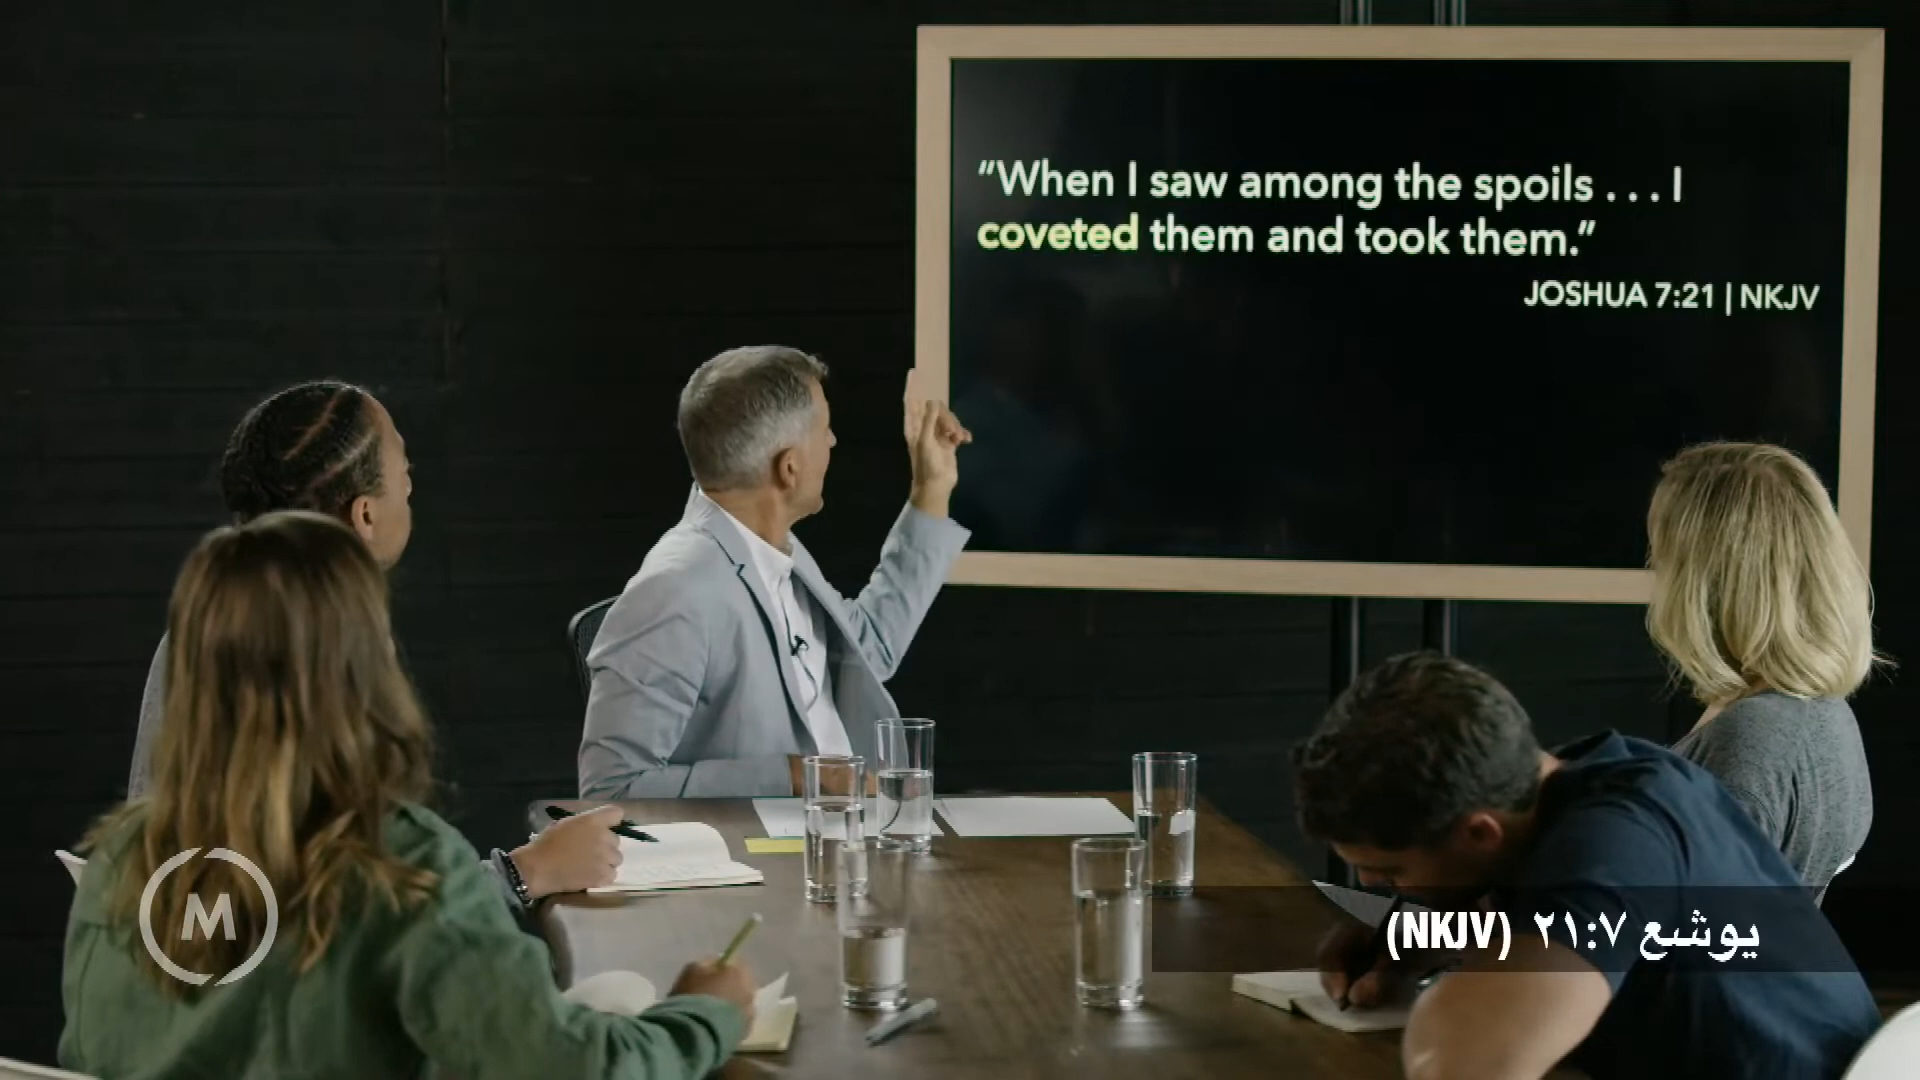 “When I saw among the spoils . . . I
coveted them and took them.”
JOSHUA 7:21 | NKJV
M
يوشع ٢١:٧ (NKJV)